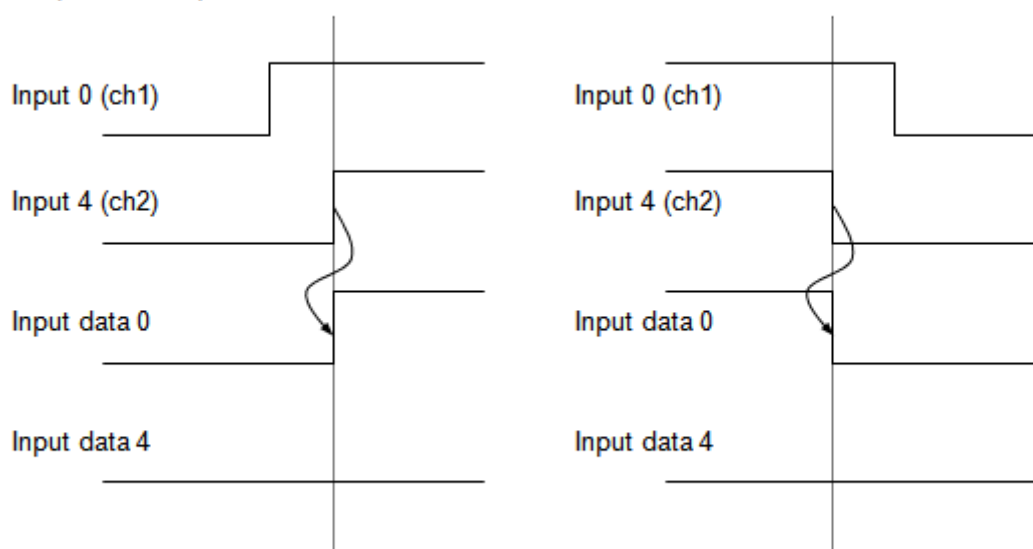 Input 0 (ch1)
Input 4 (ch2)
Input data 0
Input data 4
Input 0 (ch1)
Input 4 (ch2)
Input data 0
Input data 4